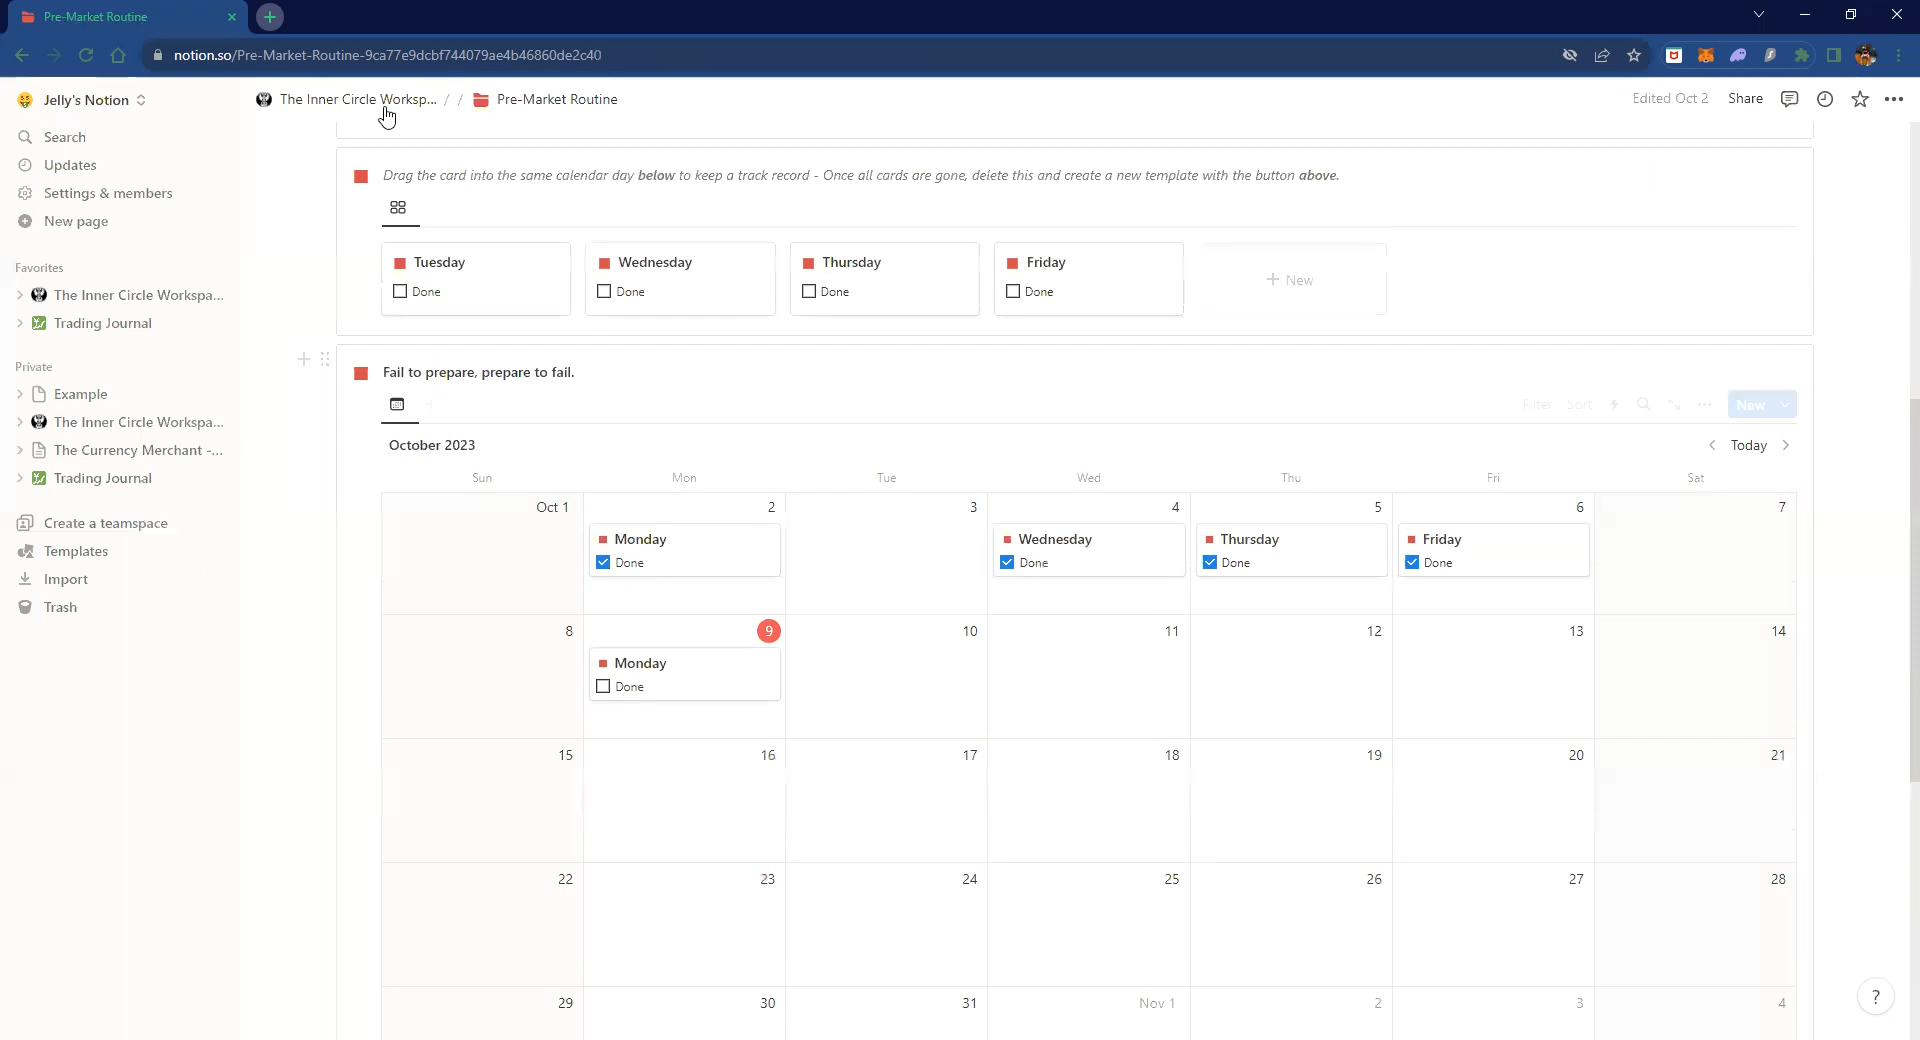 Pre-Market Routine
notion.so/Pre-Market-Routine-9ca77e9dcbf744079ae4b46860de2c40
Jelly's Notion
The Inner Circle Worksp... / / Pre-Market Routine
Edited Oct 2 Share
Search
Updates
Settings & members
New page
Favorites
The Inner Circle Workspa...
Trading Journal
Private
Example
The Inner Circle Workspa...
The Currency Merchant -...
Trading Journal
Create a teamspace
Templates
Import
Trash
Drag the card into the same calendar day below to keep a track record - Once all cards are gone, delete this and create a new template with the button above.
Tuesday Wednesday Thursday Friday
Done Done Done Done
New
Fail to prepare, prepare to fail.
Filter Sort New
October 2023 Today
Sun Mon Tue Wed Thu Fri Sat
Oct 1 2 3 4 5 6 7
Monday Wednesday Thursday Friday
Done Done Done Done
8 9 10 11 12 13 14
Monday
Done
15 16 17 18 19 20 21
22 23 24 25 26 27 28
29 30 31 Nov 1 2 3 4
?